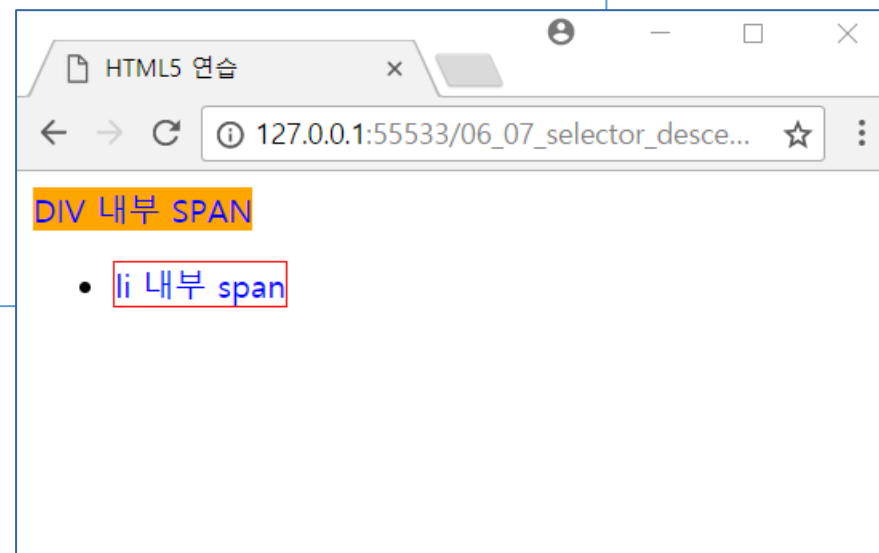 HTML5 연습
127.0.0.1:55533/06_07_selector_desce...
DIV 내부 SPAN
li 내부 span